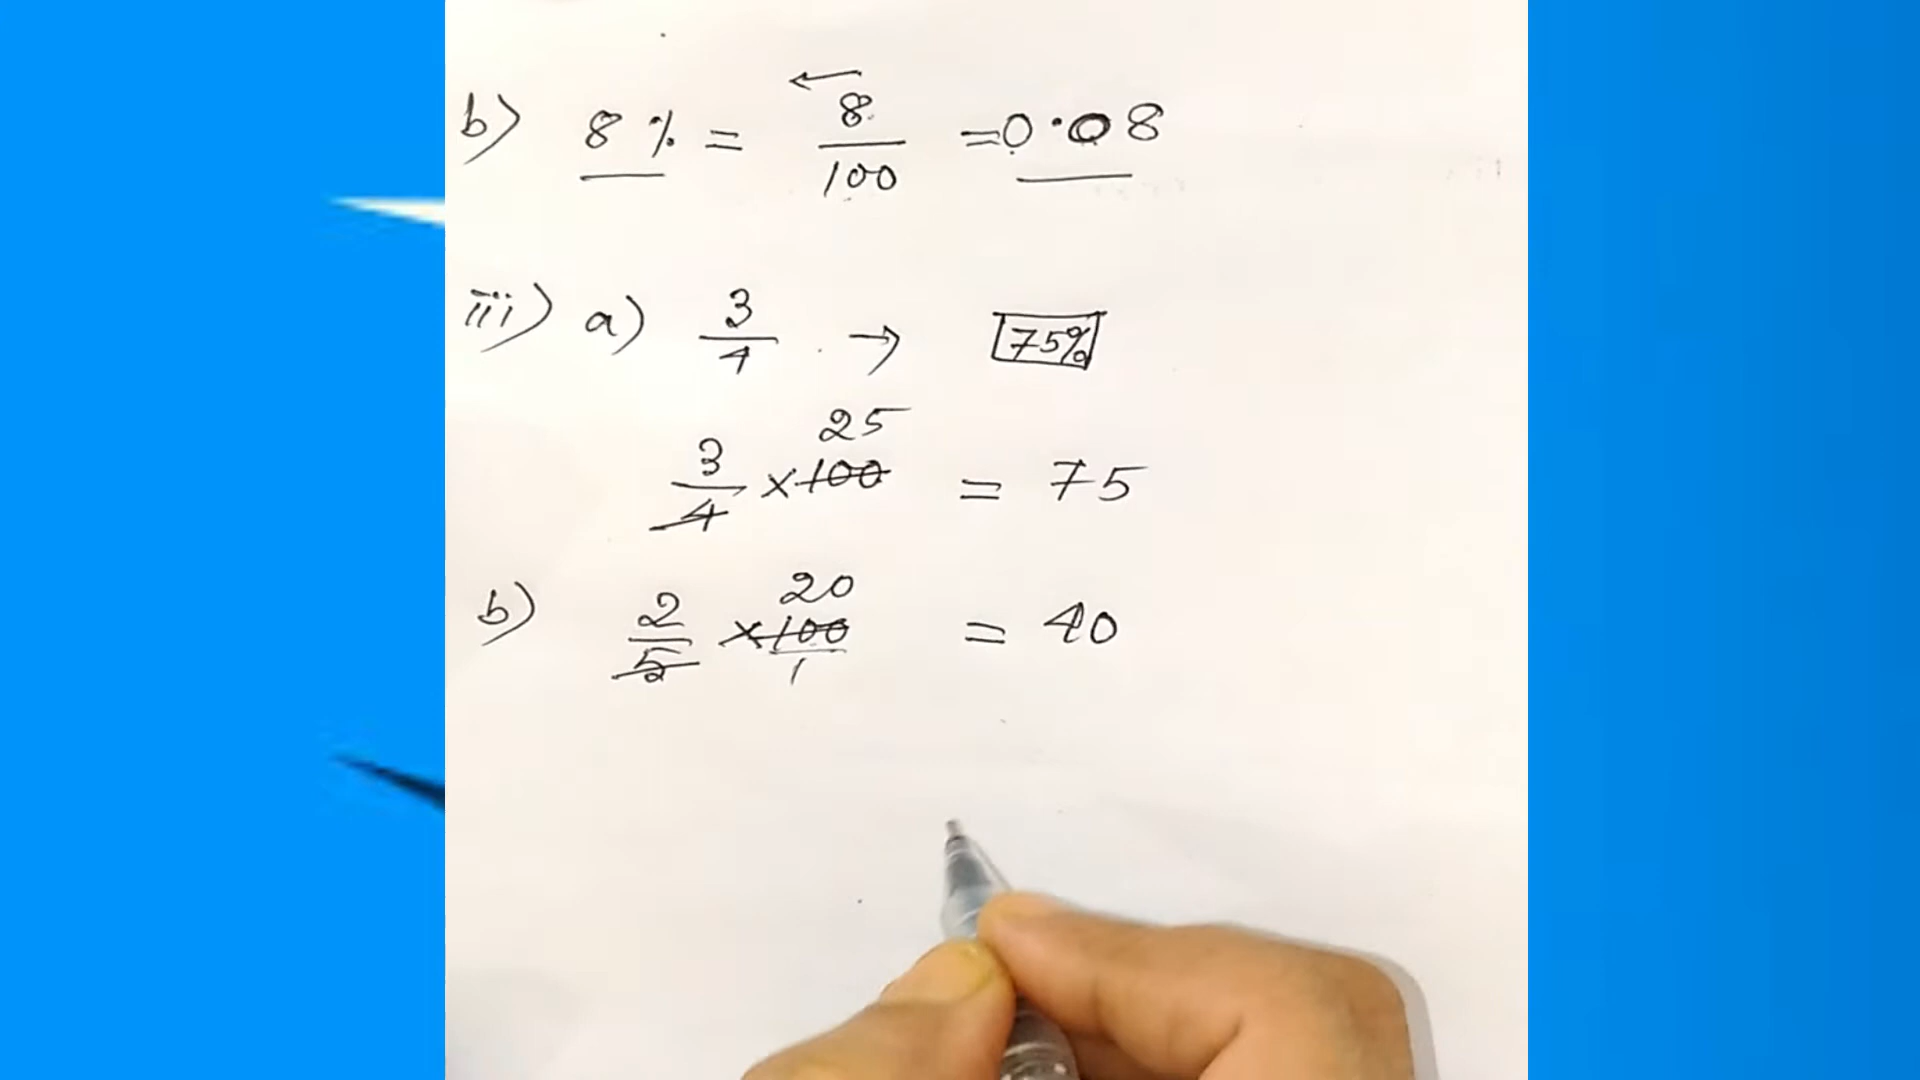 b) 8% = 8/100 = 0.08
iii) a) 3/4 → 75%
3/4 × 100 25 = 75
b) 2/5 × 100/1 20 = 40